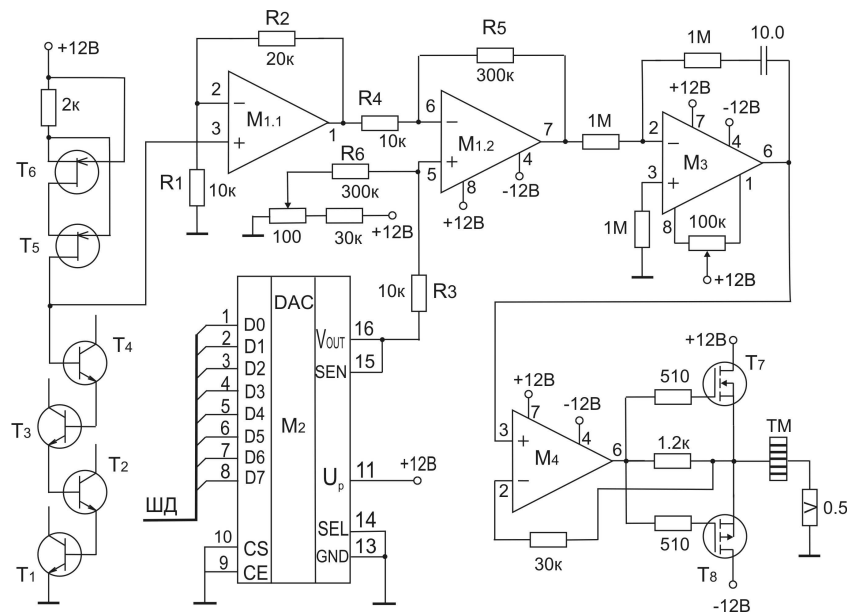 R2
20к
+12В
2к
T6
T5
2
3
M1.1
1
R1
10к
R4
10к
R5
300к
6
5
M1.2
7
4
-12В
8
+12В
R6
300к
100
30к
+12В
10к
R3
1М
1М
10.0
+12В
7
-12В
4
2
3
M3
6
1М
8
100к
1
+12В
T4
T3
T2
T1
DAC
M2
1 D0
2 D1
3 D2
4 D3
5 D4
6 D5
7 D6
8 D7
ШД
10 CS
9 CE
VOUT 16
SEN 15
Uр 11 +12В
SEL 14
GND 13
+12В
7
-12В
4
3
2
M4
6
510
1.2к
510
30к
+12В
T7
TM
0.5
T8
-12В